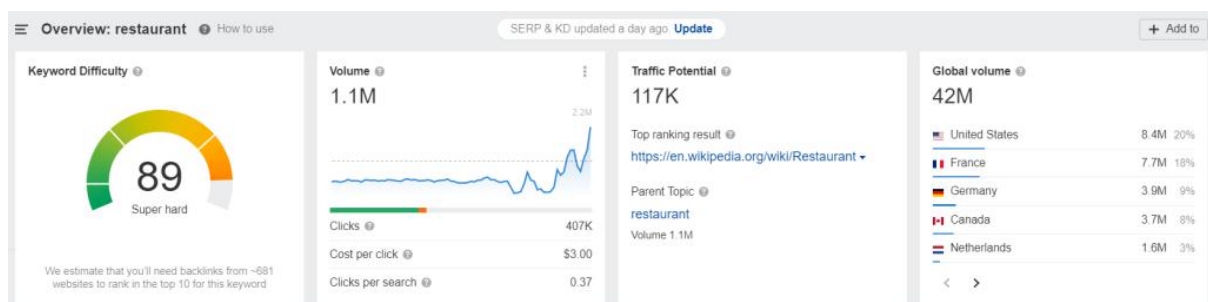 Overview: restaurant How to use SERP & KD updated a day ago Update + Add to
Keyword Difficulty
89
Super hard
We estimate that you'll need backlinks from ~681
websites to rank in the top 10 for this keyword
Volume
1.1M
2.2M
Clicks 407K
Cost per click $3.00
Clicks per search 0.37
Traffic Potential
117K
Top ranking result
https://en.wikipedia.org/wiki/Restaurant
Parent Topic
restaurant
Volume 1.1M
Global volume
42M
United States 8.4M 20%
France 7.7M 18%
Germany 3.9M 9%
Canada 3.7M 8%
Netherlands 1.6M 3%